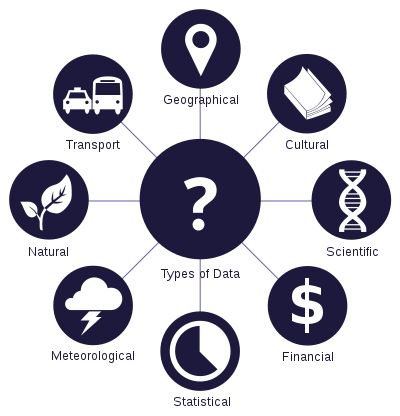 Geographical
Transport
Cultural
?
Natural
Scientific
Types of Data
Meteorological
$
Financial
Statistical